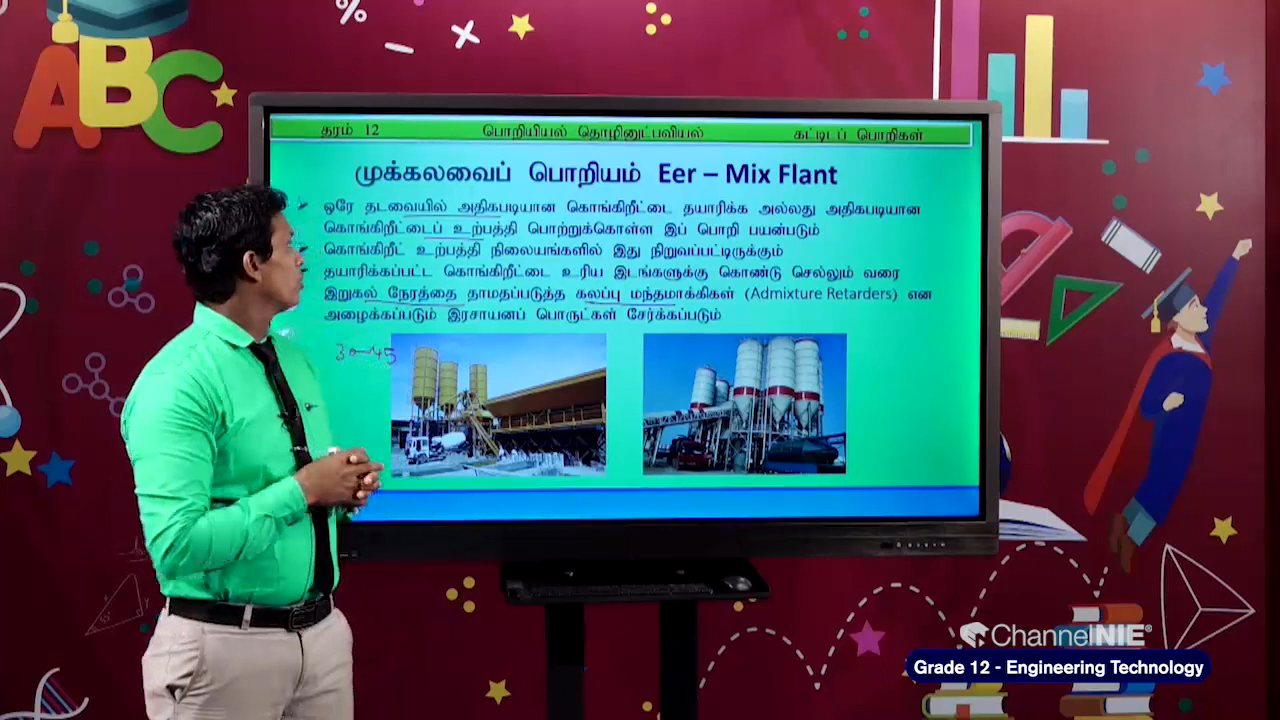 ABC
தரம் 12 பொறியியல் தொழினுட்பவியல் கட்டிடப் பொறிகள்
முக்கலவைப் பொறியம் Eer – Mix Flant
ஒரே தடவையில் அதிகபடியான கொங்கிறீட்டை தயாரிக்க அல்லது அதிகபடியான
கொங்கிறீட்டைப் உற்பத்தி பொற்றுக்கொள்ள இப் பொறி பயன்படும்
கொங்கிறீட் உற்பத்தி நிலையங்களில் இது நிறுவப்பட்டிருக்கும்
தயாரிக்கப்பட்ட கொங்கிறீட்டை உரிய இடங்களுக்கு கொண்டு செல்லும் வரை
இறுகல் நேரத்தை தாமதப்படுத்த கலப்பு மந்தமாக்கிகள் (Admixture Retarders) என
அழைக்கப்படும் இரசாயனப் பொருட்கள் சேர்க்கப்படும்
30-45
ChannelNIE®
Grade 12 - Engineering Technology